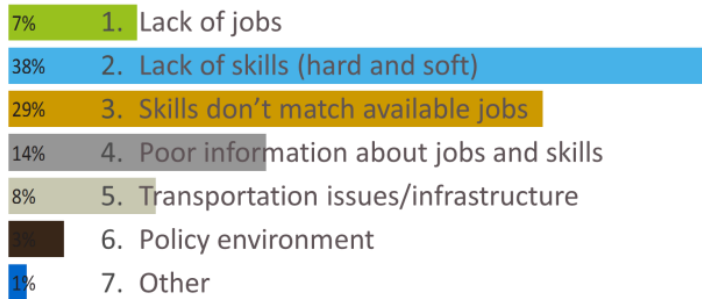 7% 1. Lack of jobs
38% 2. Lack of skills (hard and soft)
29% 3. Skills don’t match available jobs
14% 4. Poor information about jobs and skills
8% 5. Transportation issues/infrastructure
3% 6. Policy environment
1% 7. Other